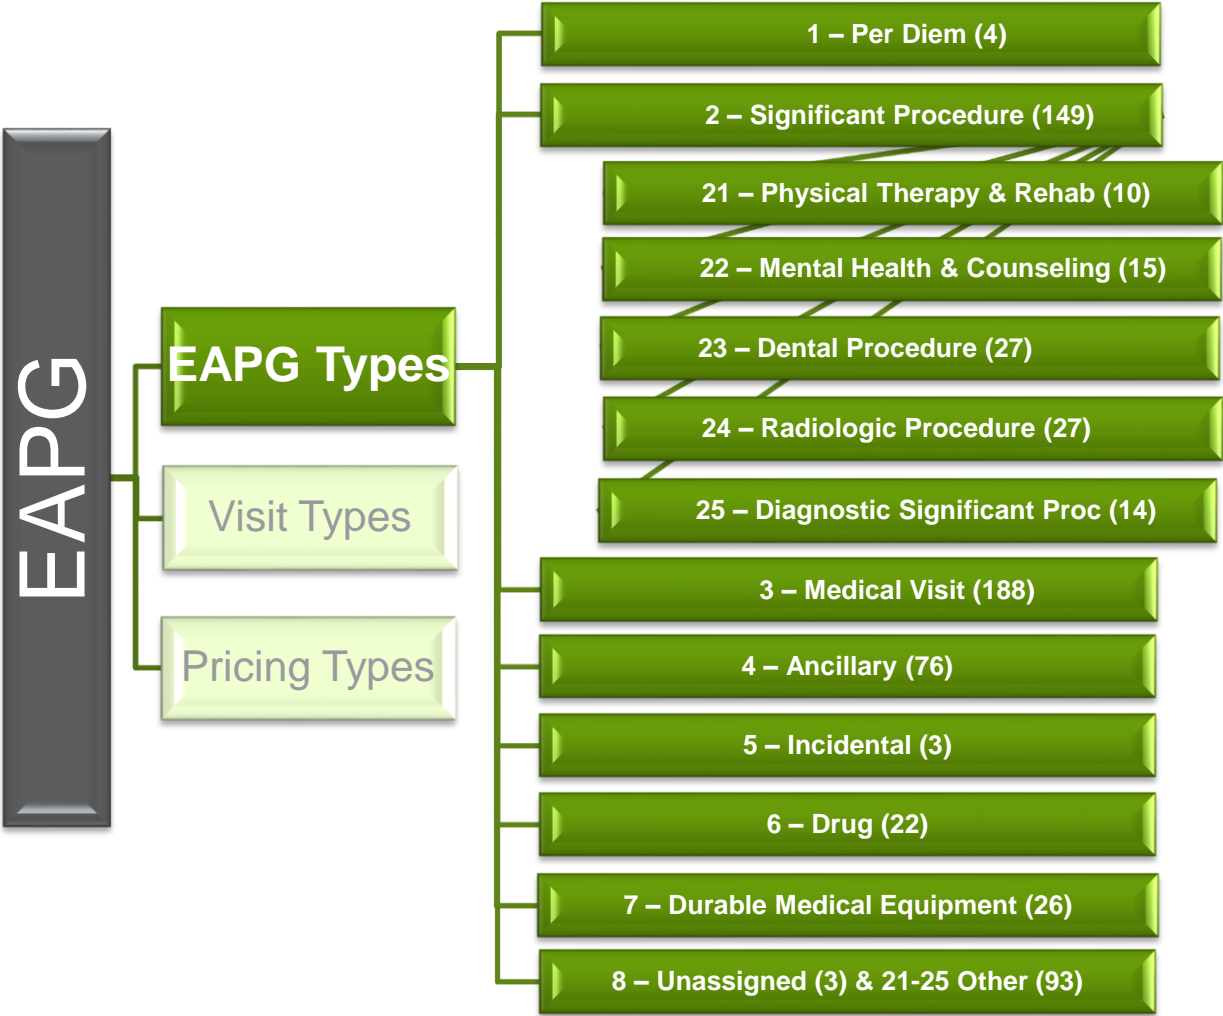 EAPG
EAPG Types
Visit Types
Pricing Types
1 – Per Diem (4)
2 – Significant Procedure (149)
21 – Physical Therapy & Rehab (10)
22 – Mental Health & Counseling (15)
23 – Dental Procedure (27)
24 – Radiologic Procedure (27)
25 – Diagnostic Significant Proc (14)
3 – Medical Visit (188)
4 – Ancillary (76)
5 – Incidental (3)
6 – Drug (22)
7 – Durable Medical Equipment (26)
8 – Unassigned (3) & 21-25 Other (93)